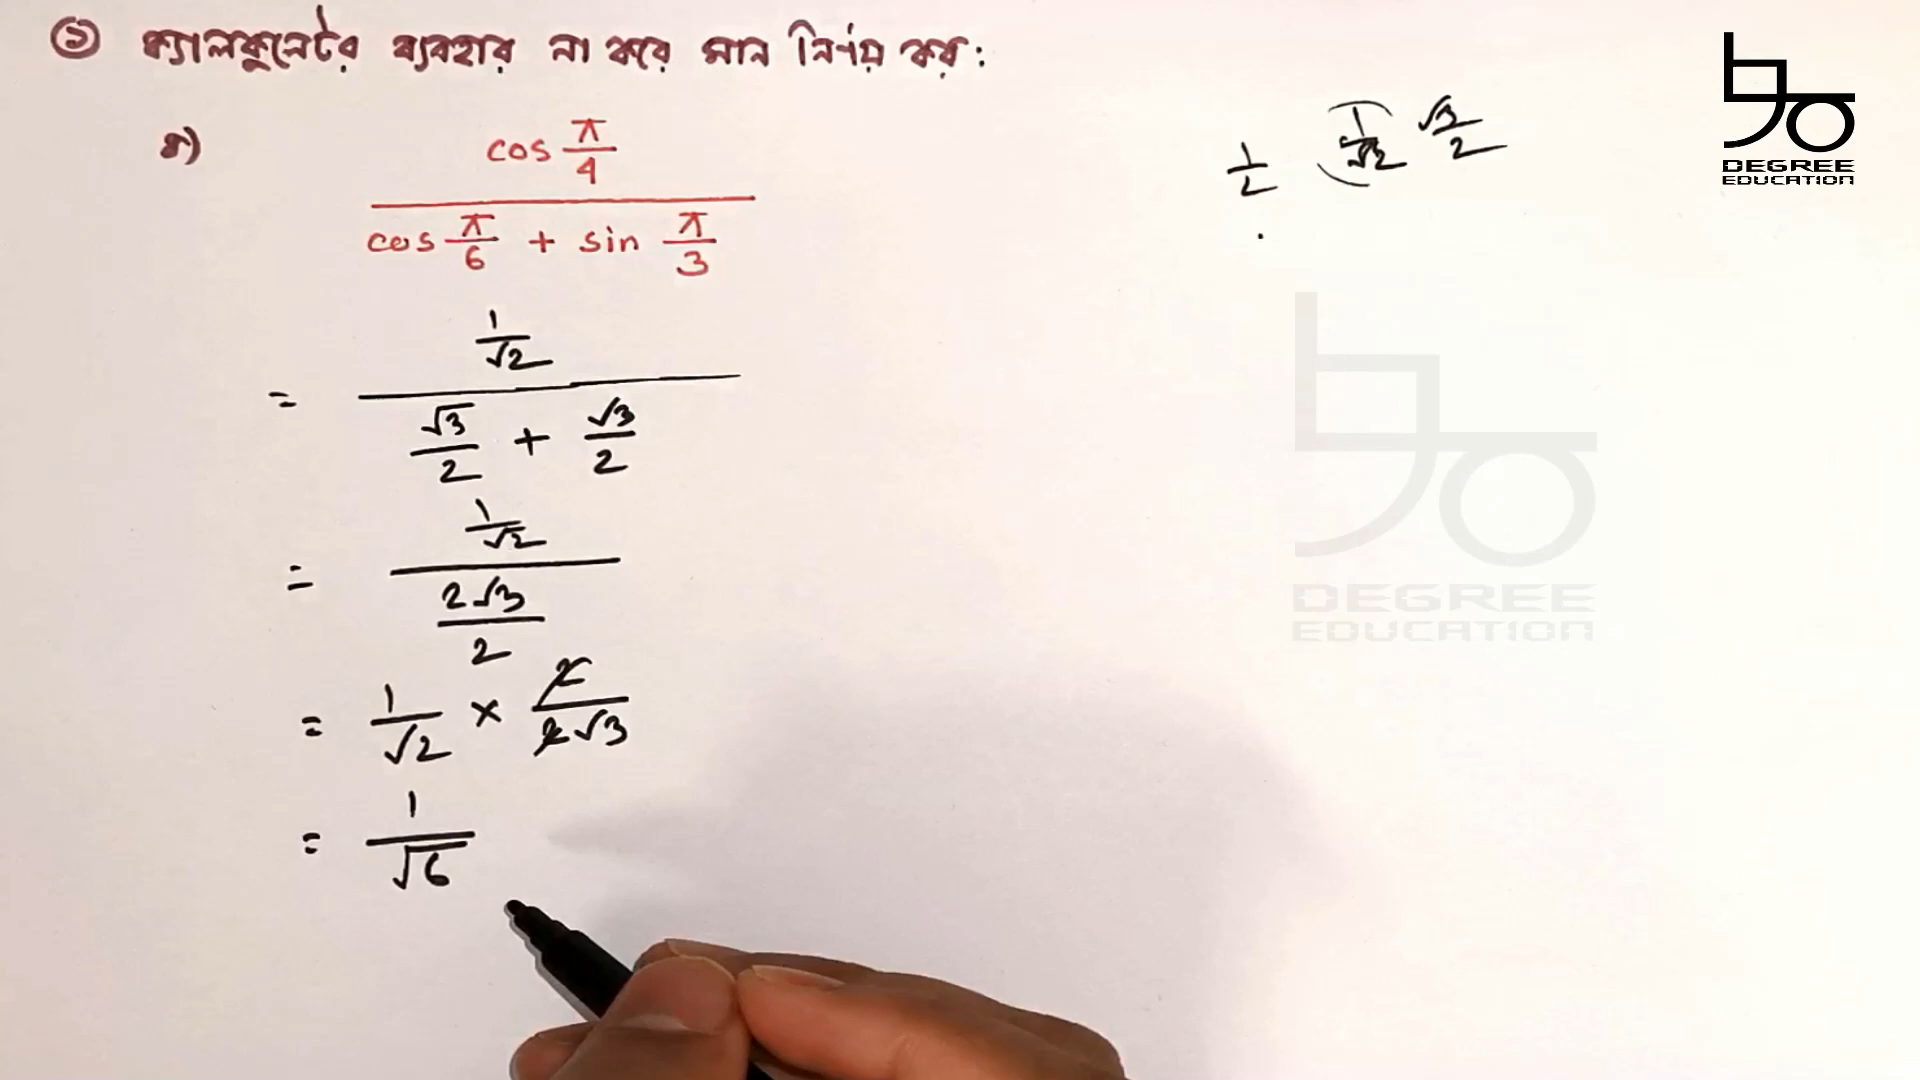 ১ ক্যালকুলেটর ব্যবহার না করে মান নির্ণয় কর:
cos π/4
cos π/6 + sin π/3
= 1/√2
√3/2 + √3/2
= 1/√2
2√3/2
= 1/√2 × 2/2√3
= 1/√6
1/2 1/√2 √3/2
DEGREE
EDUCATION
DEGREE
EDUCATION